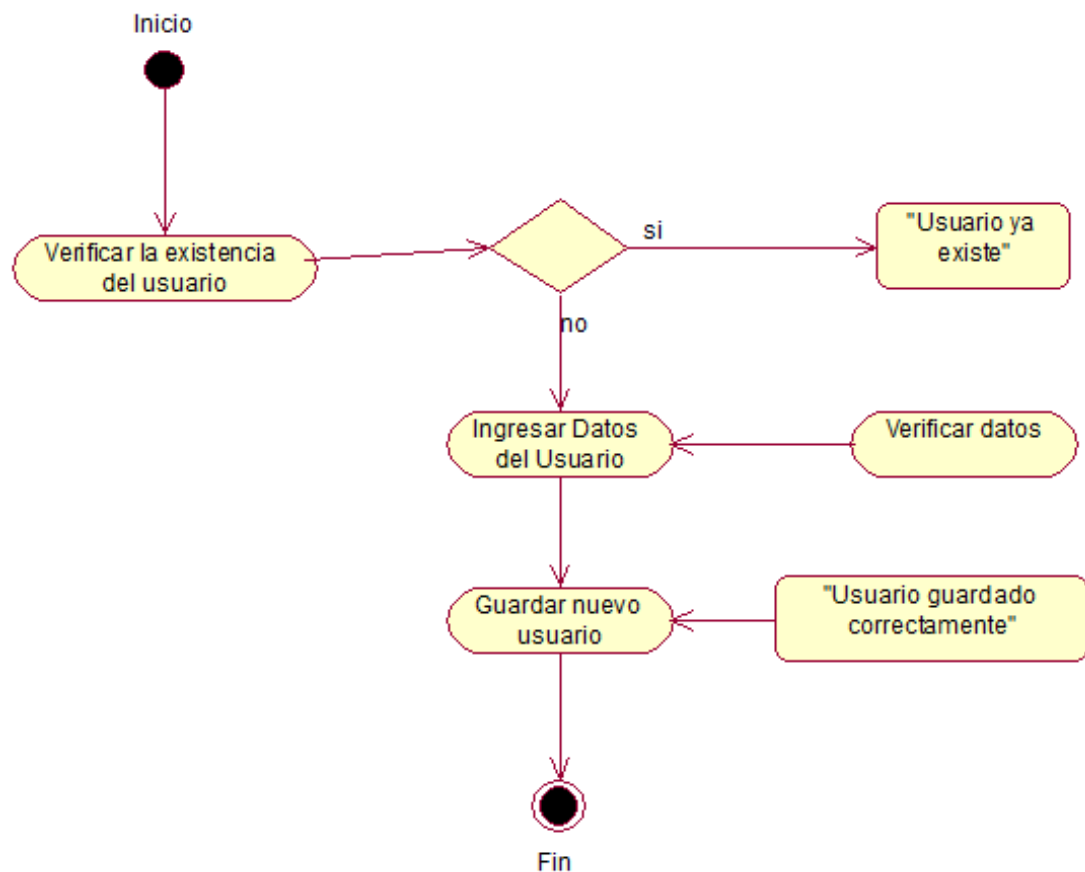 Inicio
Verificar la existencia
del usuario
si
"Usuario ya
existe"
no
Ingresar Datos
del Usuario
Verificar datos
Guardar nuevo
usuario
"Usuario guardado
correctamente"
Fin